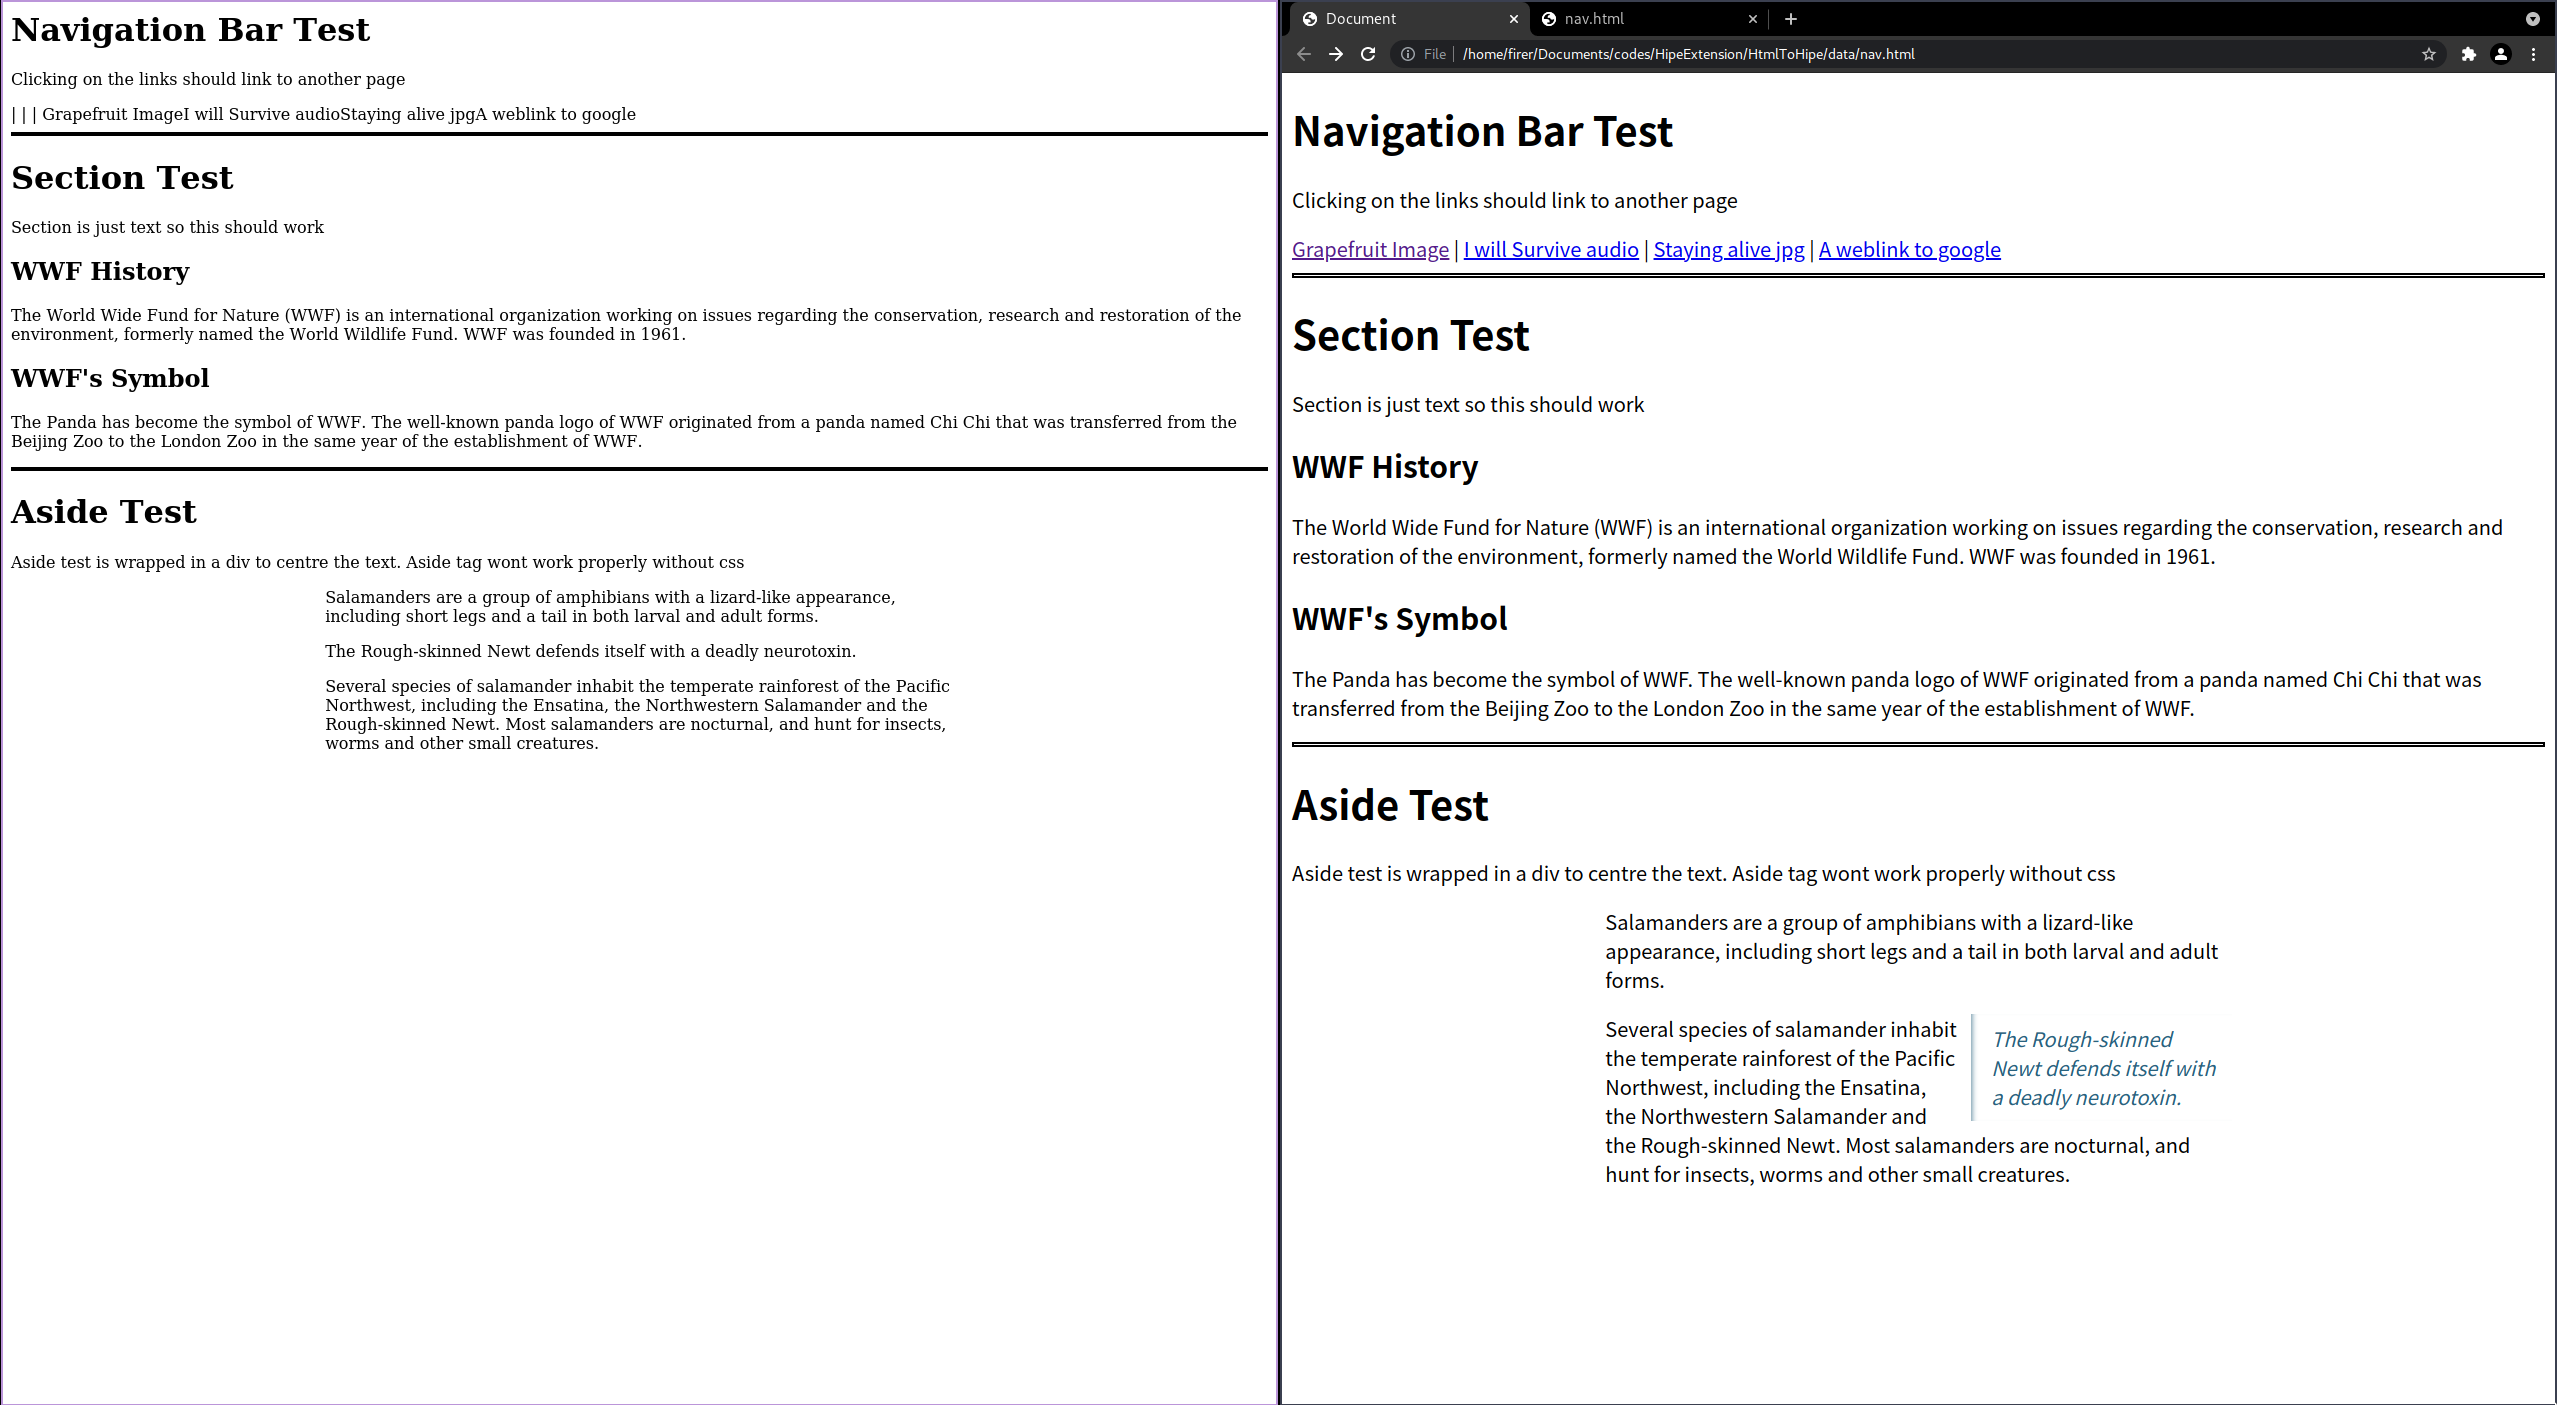 Navigation Bar Test
Clicking on the links should link to another page
| | | Grapefruit ImageI will Survive audioStaying alive jpgA weblink to google
Section Test
Section is just text so this should work
WWF History
The World Wide Fund for Nature (WWF) is an international organization working on issues regarding the conservation, research and restoration of the
environment, formerly named the World Wildlife Fund. WWF was founded in 1961.
WWF's Symbol
The Panda has become the symbol of WWF. The well-known panda logo of WWF originated from a panda named Chi Chi that was transferred from the
Beijing Zoo to the London Zoo in the same year of the establishment of WWF.
Aside Test
Aside test is wrapped in a div to centre the text. Aside tag wont work properly without css
Salamanders are a group of amphibians with a lizard-like appearance,
including short legs and a tail in both larval and adult forms.
The Rough-skinned Newt defends itself with a deadly neurotoxin.
Several species of salamander inhabit the temperate rainforest of the Pacific
Northwest, including the Ensatina, the Northwestern Salamander and the
Rough-skinned Newt. Most salamanders are nocturnal, and hunt for insects,
worms and other small creatures.
Document
nav.html
File | /home/firer/Documents/codes/HipeExtension/HtmlToHipe/data/nav.html
Navigation Bar Test
Clicking on the links should link to another page
Grapefruit Image | I will Survive audio | Staying alive jpg | A weblink to google
Section Test
Section is just text so this should work
WWF History
The World Wide Fund for Nature (WWF) is an international organization working on issues regarding the conservation, research and
restoration of the environment, formerly named the World Wildlife Fund. WWF was founded in 1961.
WWF's Symbol
The Panda has become the symbol of WWF. The well-known panda logo of WWF originated from a panda named Chi Chi that was
transferred from the Beijing Zoo to the London Zoo in the same year of the establishment of WWF.
Aside Test
Aside test is wrapped in a div to centre the text. Aside tag wont work properly without css
Salamanders are a group of amphibians with a lizard-like
appearance, including short legs and a tail in both larval and adult
forms.
Several species of salamander inhabit
the temperate rainforest of the Pacific
Northwest, including the Ensatina,
the Northwestern Salamander and
the Rough-skinned Newt. Most salamanders are nocturnal, and
hunt for insects, worms and other small creatures.
The Rough-skinned
Newt defends itself with
a deadly neurotoxin.